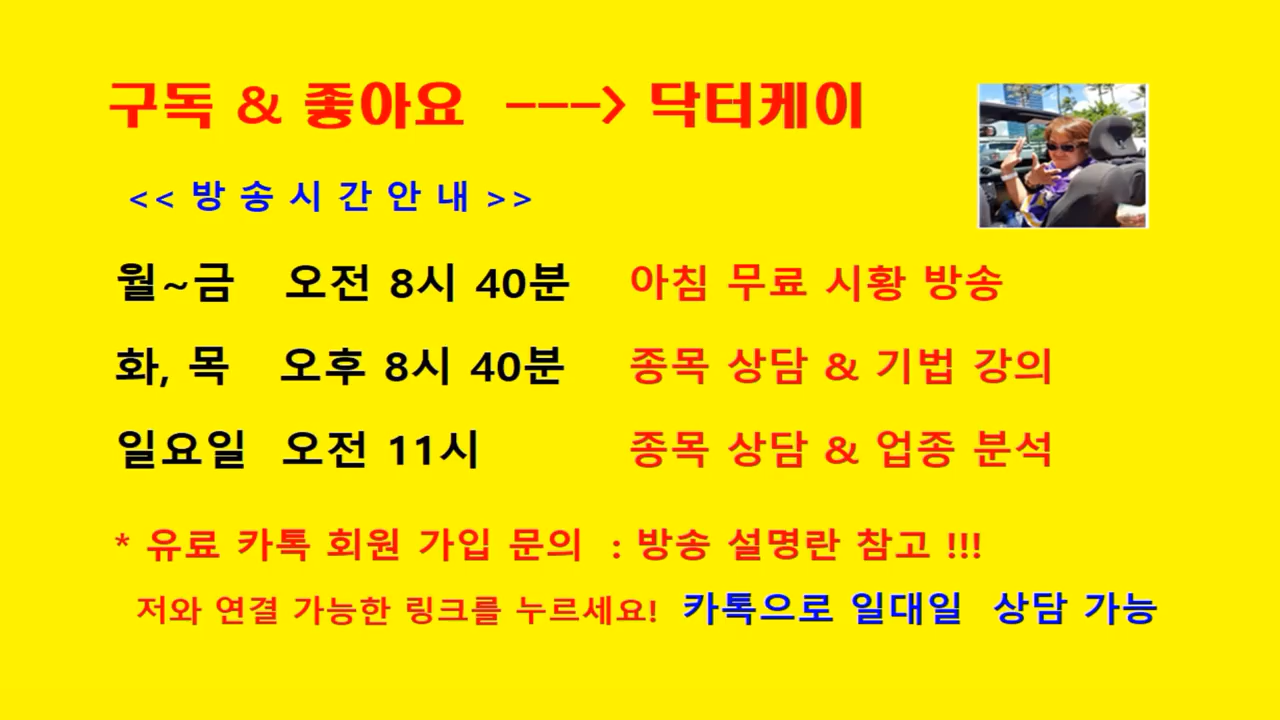 구독 & 좋아요 ---> 닥터케이
<< 방 송 시 간 안 내 >>
월~금 오전 8시 40분 아침 무료 시황 방송
화, 목 오후 8시 40분 종목 상담 & 기법 강의
일요일 오전 11시 종목 상담 & 업종 분석
* 유료 카톡 회원 가입 문의 : 방송 설명란 참고 !!!
저와 연결 가능한 링크를 누르세요! 카톡으로 일대일 상담 가능